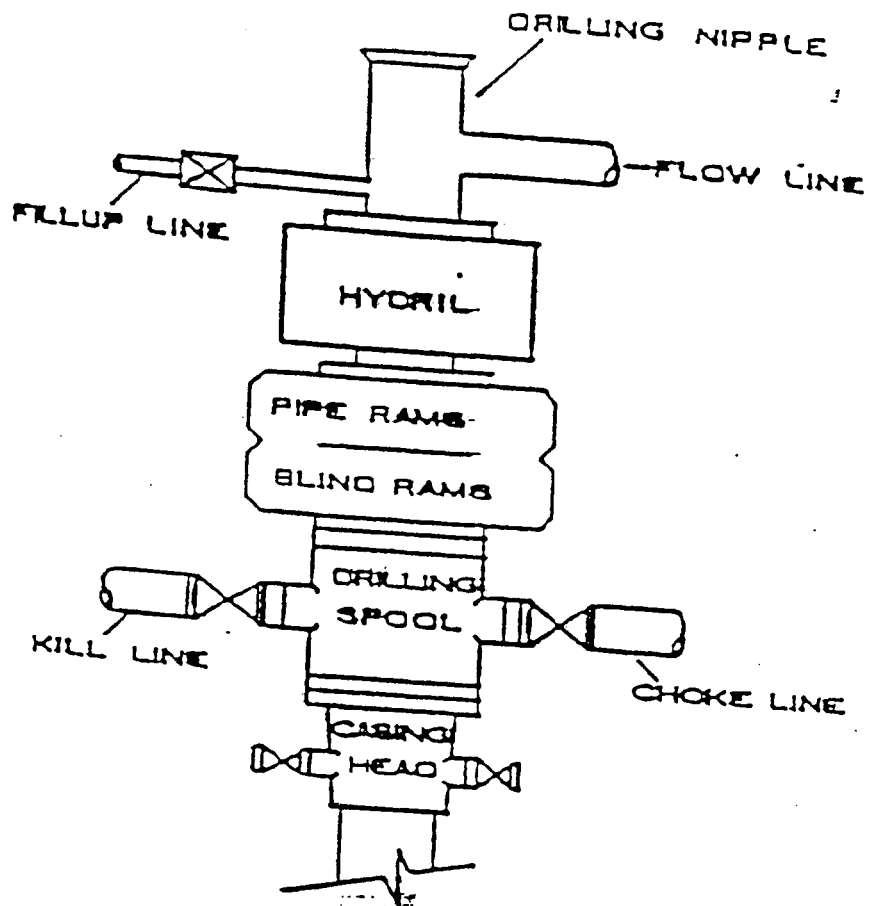 DRILLING NIPPLE
FLOW LINE
FILLUP LINE
HYDRIL
PIPE RAMS
BLIND RAMS
DRILLING
SPOOL
KILL LINE
CHOKE LINE
CASING
HEAD